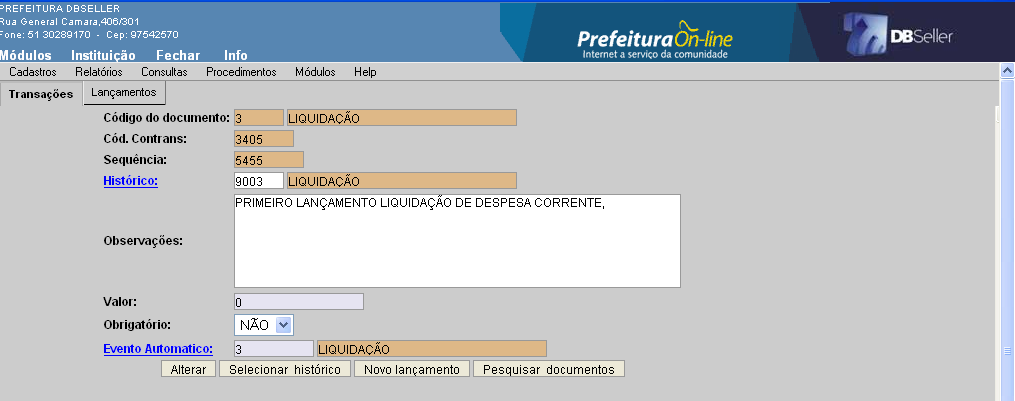 PREFEITURA DBSELLER
Rua General Camara,406/301
Fone: 51 30289170 - Cep: 97542570
Prefeitura On-line
Internet a serviço da comunidade
DBSeller
Módulos Instituição Fechar Info
Cadastros Relatórios Consultas Procedimentos Módulos Help
Transações Lançamentos
Código do documento: 3 LIQUIDAÇÃO
Cód. Contrans: 3405
Sequência: 5455
Histórico: 9003 LIQUIDAÇÃO
PRIMEIRO LANÇAMENTO LIQUIDAÇÃO DE DESPESA CORRENTE,
Observações:
Valor: 0
Obrigatório: NÃO
Evento Automatico: 3 LIQUIDAÇÃO
Alterar Selecionar histórico Novo lançamento Pesquisar documentos